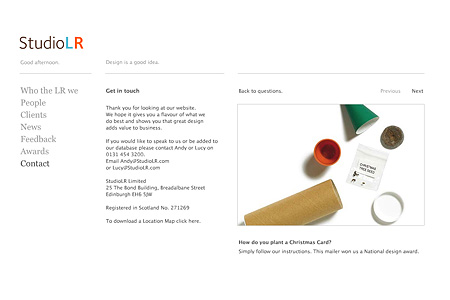 StudioLR
Good afternoon.
Design is a good idea.
Who the LR we
People
Clients
News
Feedback
Awards
Contact
Get in touch
Thank you for looking at our website.
We hope it gives you a flavour of what we
do best and shows you that great design
adds value to business.
If you would like to speak to us or be added to
our database please contact Andy or Lucy on
0131 454 3200.
Email Andy@StudioLR.com
or Lucy@StudioLR.com
StudioLR Limited
25 The Bond Building, Breadalbane Street
Edinburgh EH6 5JW
Registered in Scotland No. 271269
To download a Location Map click here.
Back to questions.
Previous
Next
CHRISTMAS
TREE SEED
How do you plant a Christmas Card?
Simply follow our instructions. This mailer won us a National design award.